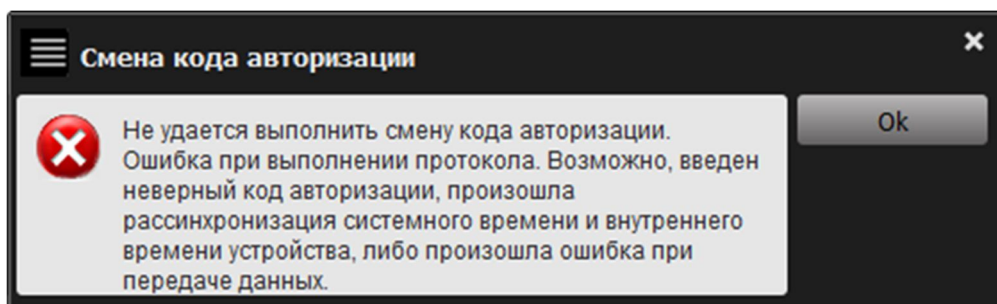 Смена кода авторизации
Не удается выполнить смену кода авторизации.
Ошибка при выполнении протокола. Возможно, введен
неверный код авторизации, произошла
рассинхронизация системного времени и внутреннего
времени устройства, либо произошла ошибка при
передаче данных.
Ok